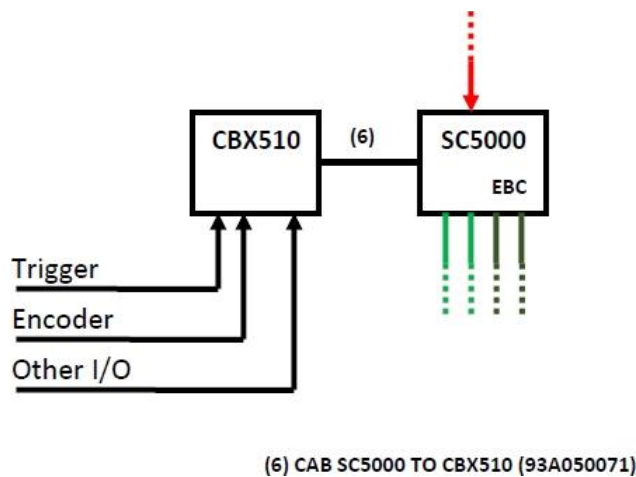 CBX510
(6)
SC5000
EBC
Trigger
Encoder
Other I/O
(6) CAB SC5000 TO CBX510 (93A050071)